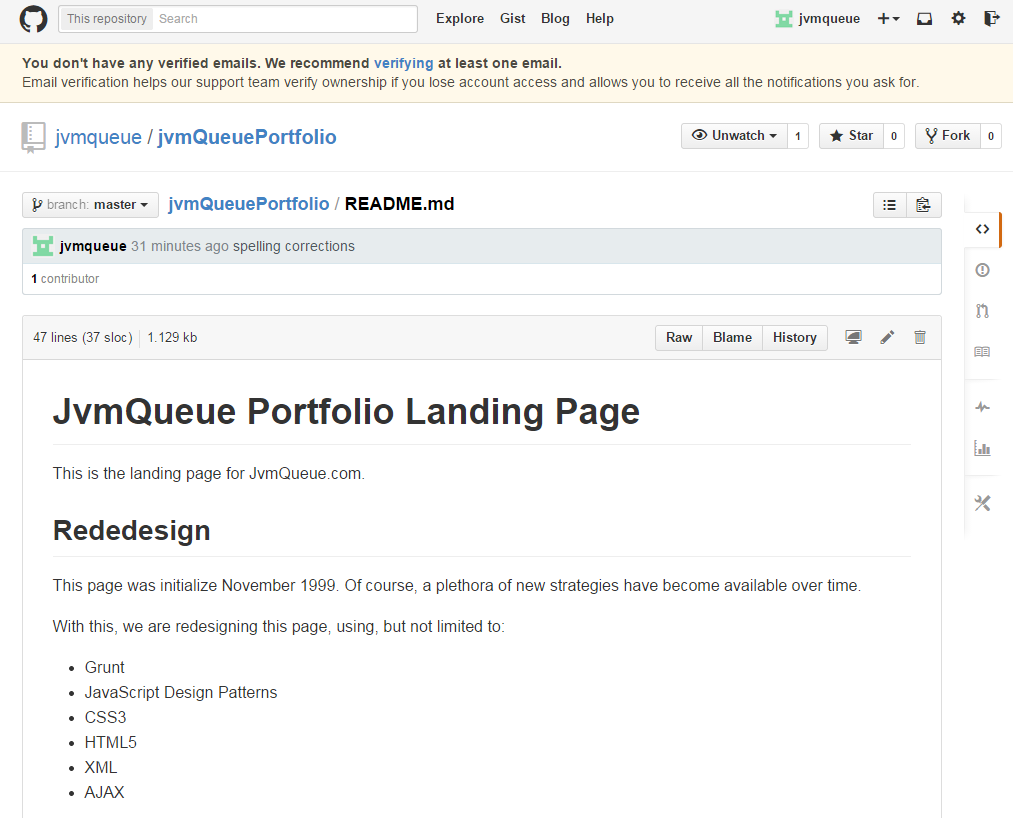 This repository Search Explore Gist Blog Help jvmqueue
You don't have any verified emails. We recommend verifying at least one email.
Email verification helps our support team verify ownership if you lose account access and allows you to receive all the notifications you ask for.
jvmqueue / jvmQueuePortfolio Unwatch 1 Star 0 Fork 0
branch: master jvmQueuePortfolio / README.md
jvmqueue 31 minutes ago spelling corrections
1 contributor
47 lines (37 sloc) 1.129 kb Raw Blame History
JvmQueue Portfolio Landing Page
This is the landing page for JvmQueue.com.
Rededesign
This page was initialize November 1999. Of course, a plethora of new strategies have become available over time.
With this, we are redesigning this page, using, but not limited to:
• Grunt
• JavaScript Design Patterns
• CSS3
• HTML5
• XML
• AJAX